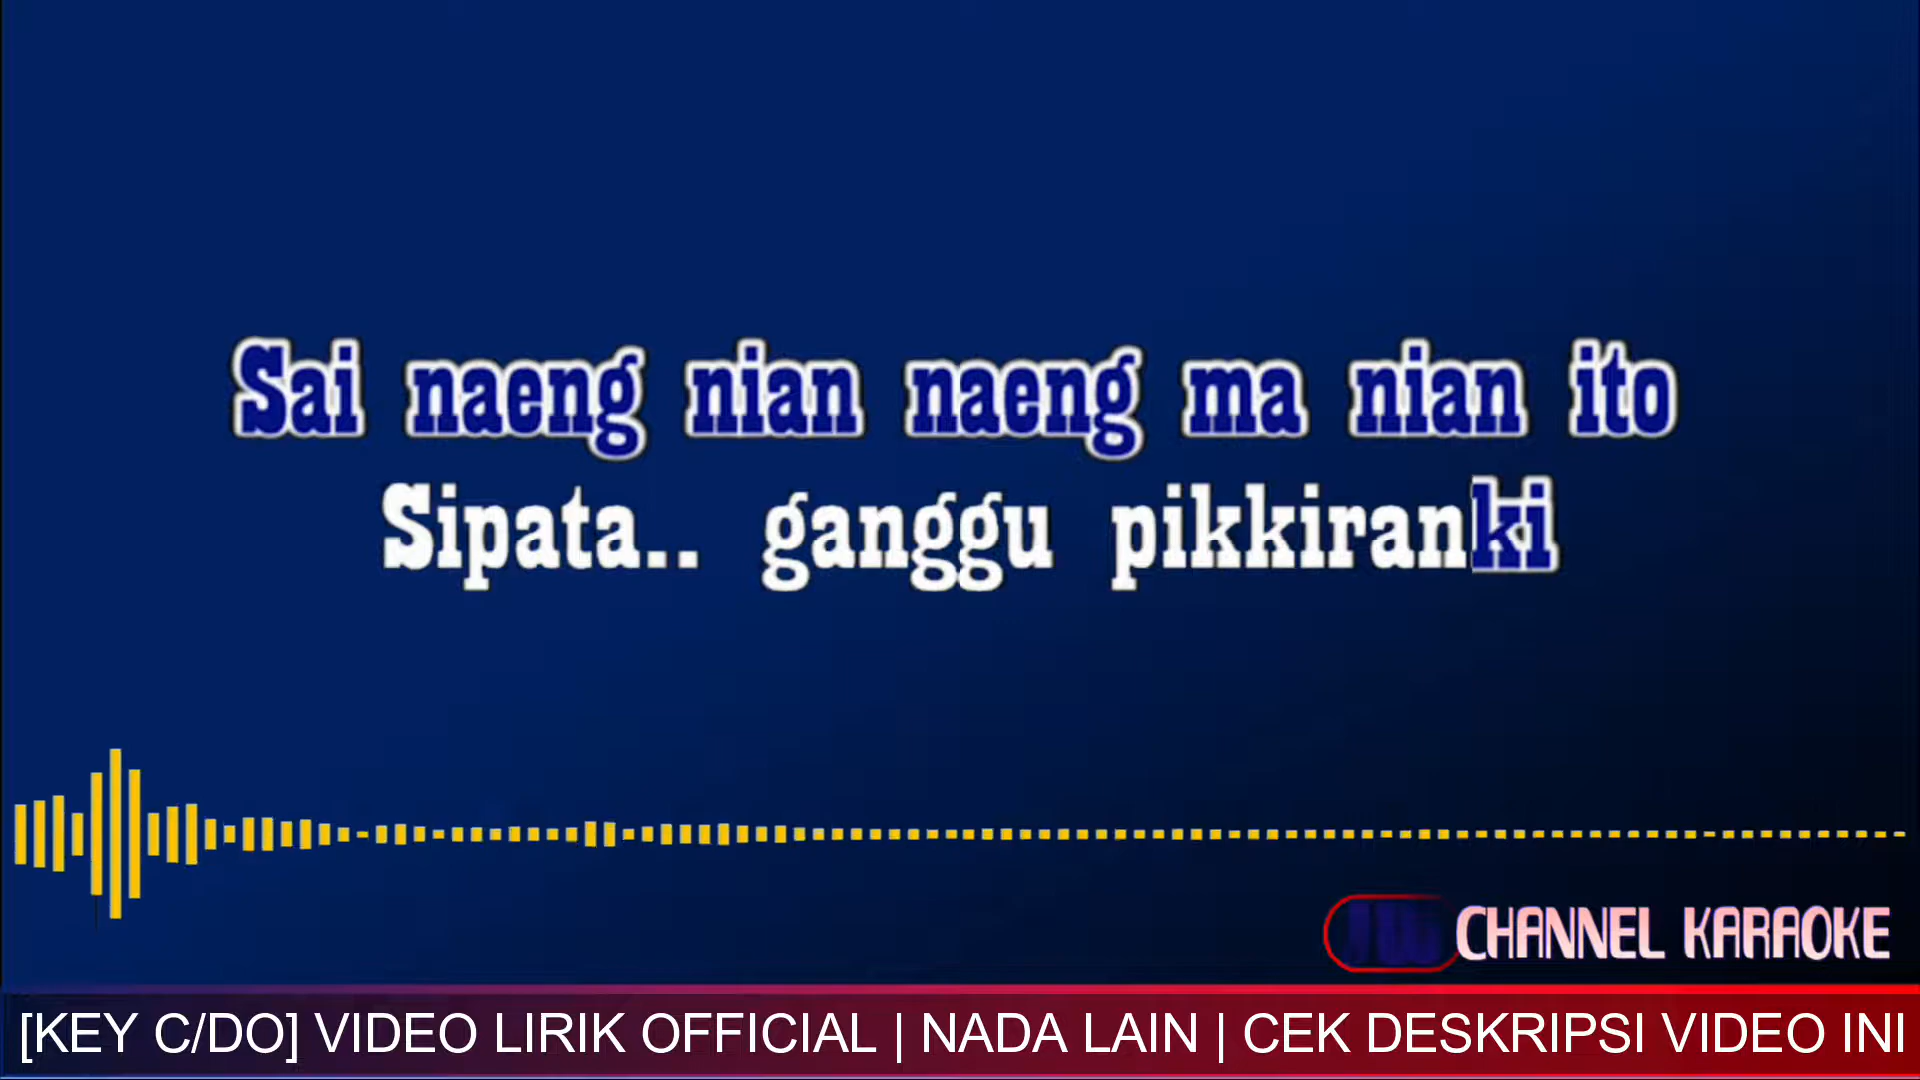 Sai naeng nian naeng ma nian ito
Sipata.. ganggu pikkiranki
CHANNEL KARAOKE
[KEY C/DO] VIDEO LIRIK OFFICIAL | NADA LAIN | CEK DESKRIPSI VIDEO INI